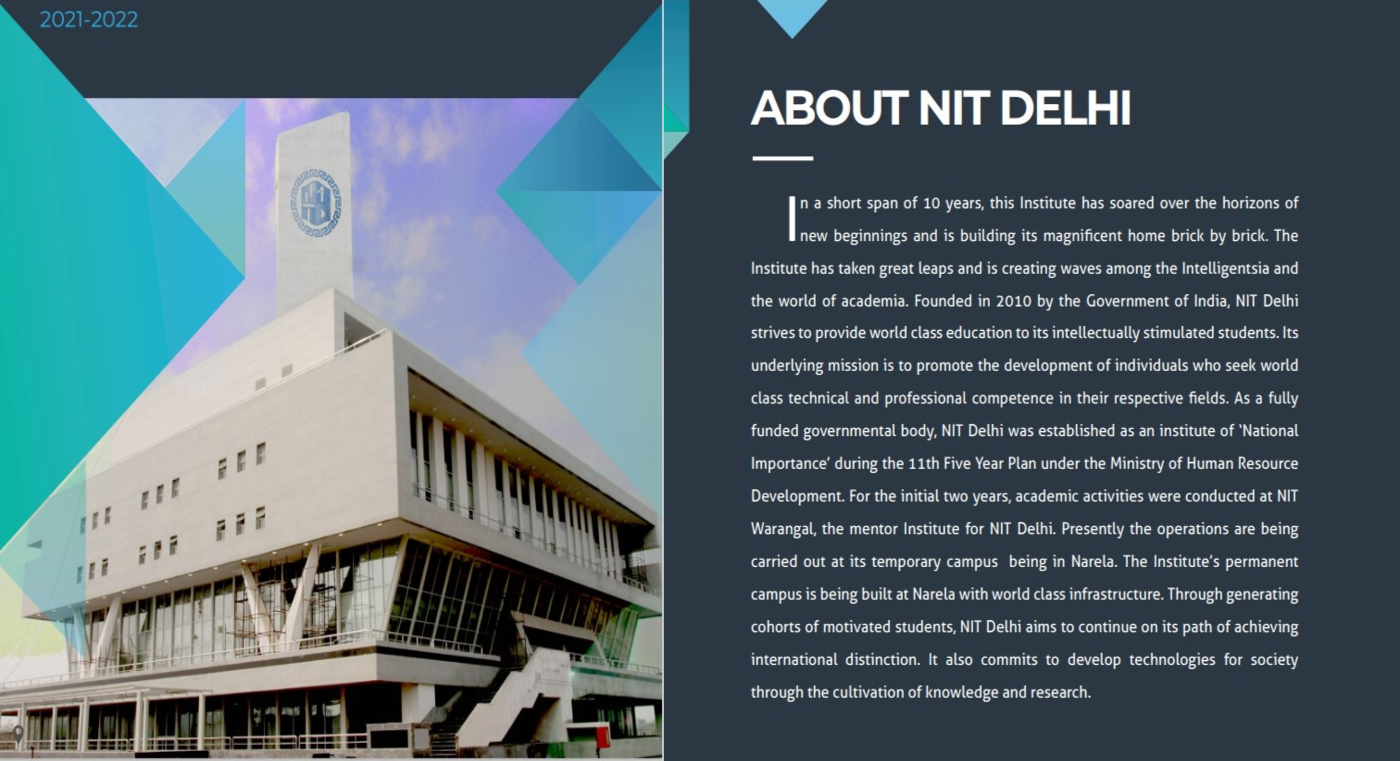 2021-2022
ABOUT NIT DELHI
In a short span of 10 years, this Institute has soared over the horizons of
new beginnings and is building its magnificent home brick by brick. The
Institute has taken great leaps and is creating waves among the Intelligentsia and
the world of academia. Founded in 2010 by the Government of India, NIT Delhi
strives to provide world class education to its intellectually stimulated students. Its
underlying mission is to promote the development of individuals who seek world
class technical and professional competence in their respective fields. As a fully
funded governmental body, NIT Delhi was established as an institute of ‘National
Importance’ during the 11th Five Year Plan under the Ministry of Human Resource
Development. For the initial two years, academic activities were conducted at NIT
Warangal, the mentor Institute for NIT Delhi. Presently the operations are being
carried out at its temporary campus being in Narela. The Institute’s permanent
campus is being built at Narela with world class infrastructure. Through generating
cohorts of motivated students, NIT Delhi aims to continue on its path of achieving
international distinction. It also commits to develop technologies for society
through the cultivation of knowledge and research.